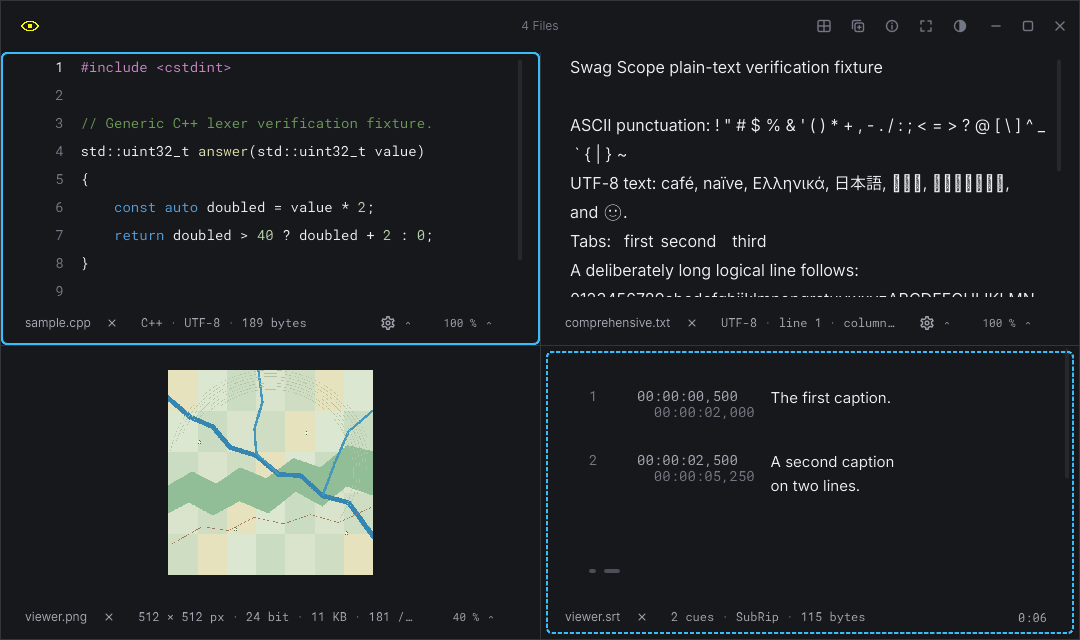 4 Files
1 #include <cstdint>
2
3 // Generic C++ lexer verification fixture.
4 std::uint32_t answer(std::uint32_t value)
5 {
6 const auto doubled = value * 2;
7 return doubled > 40 ? doubled + 2 : 0;
8 }
9
sample.cpp × C++ · UTF-8 · 189 bytes 100 %
Swag Scope plain-text verification fixture
ASCII punctuation: ! " # $ % & ' ( ) * + , - . / : ; < = > ? @ [ \ ] ^ _
` { | } ~
UTF-8 text: café, naïve, Ελληνικά, 日本語,
and 🙂.
Tabs: first second third
A deliberately long logical line follows:
comprehensive.txt × UTF-8 · line 1 · column… 100 %
viewer.png × 512 × 512 px · 24 bit · 11 KB · 181 /… 40 %
1 00:00:00,500 The first caption.
00:00:02,000
2 00:00:02,500 A second caption
00:00:05,250 on two lines.
viewer.srt × 2 cues · SubRip · 115 bytes 0:06